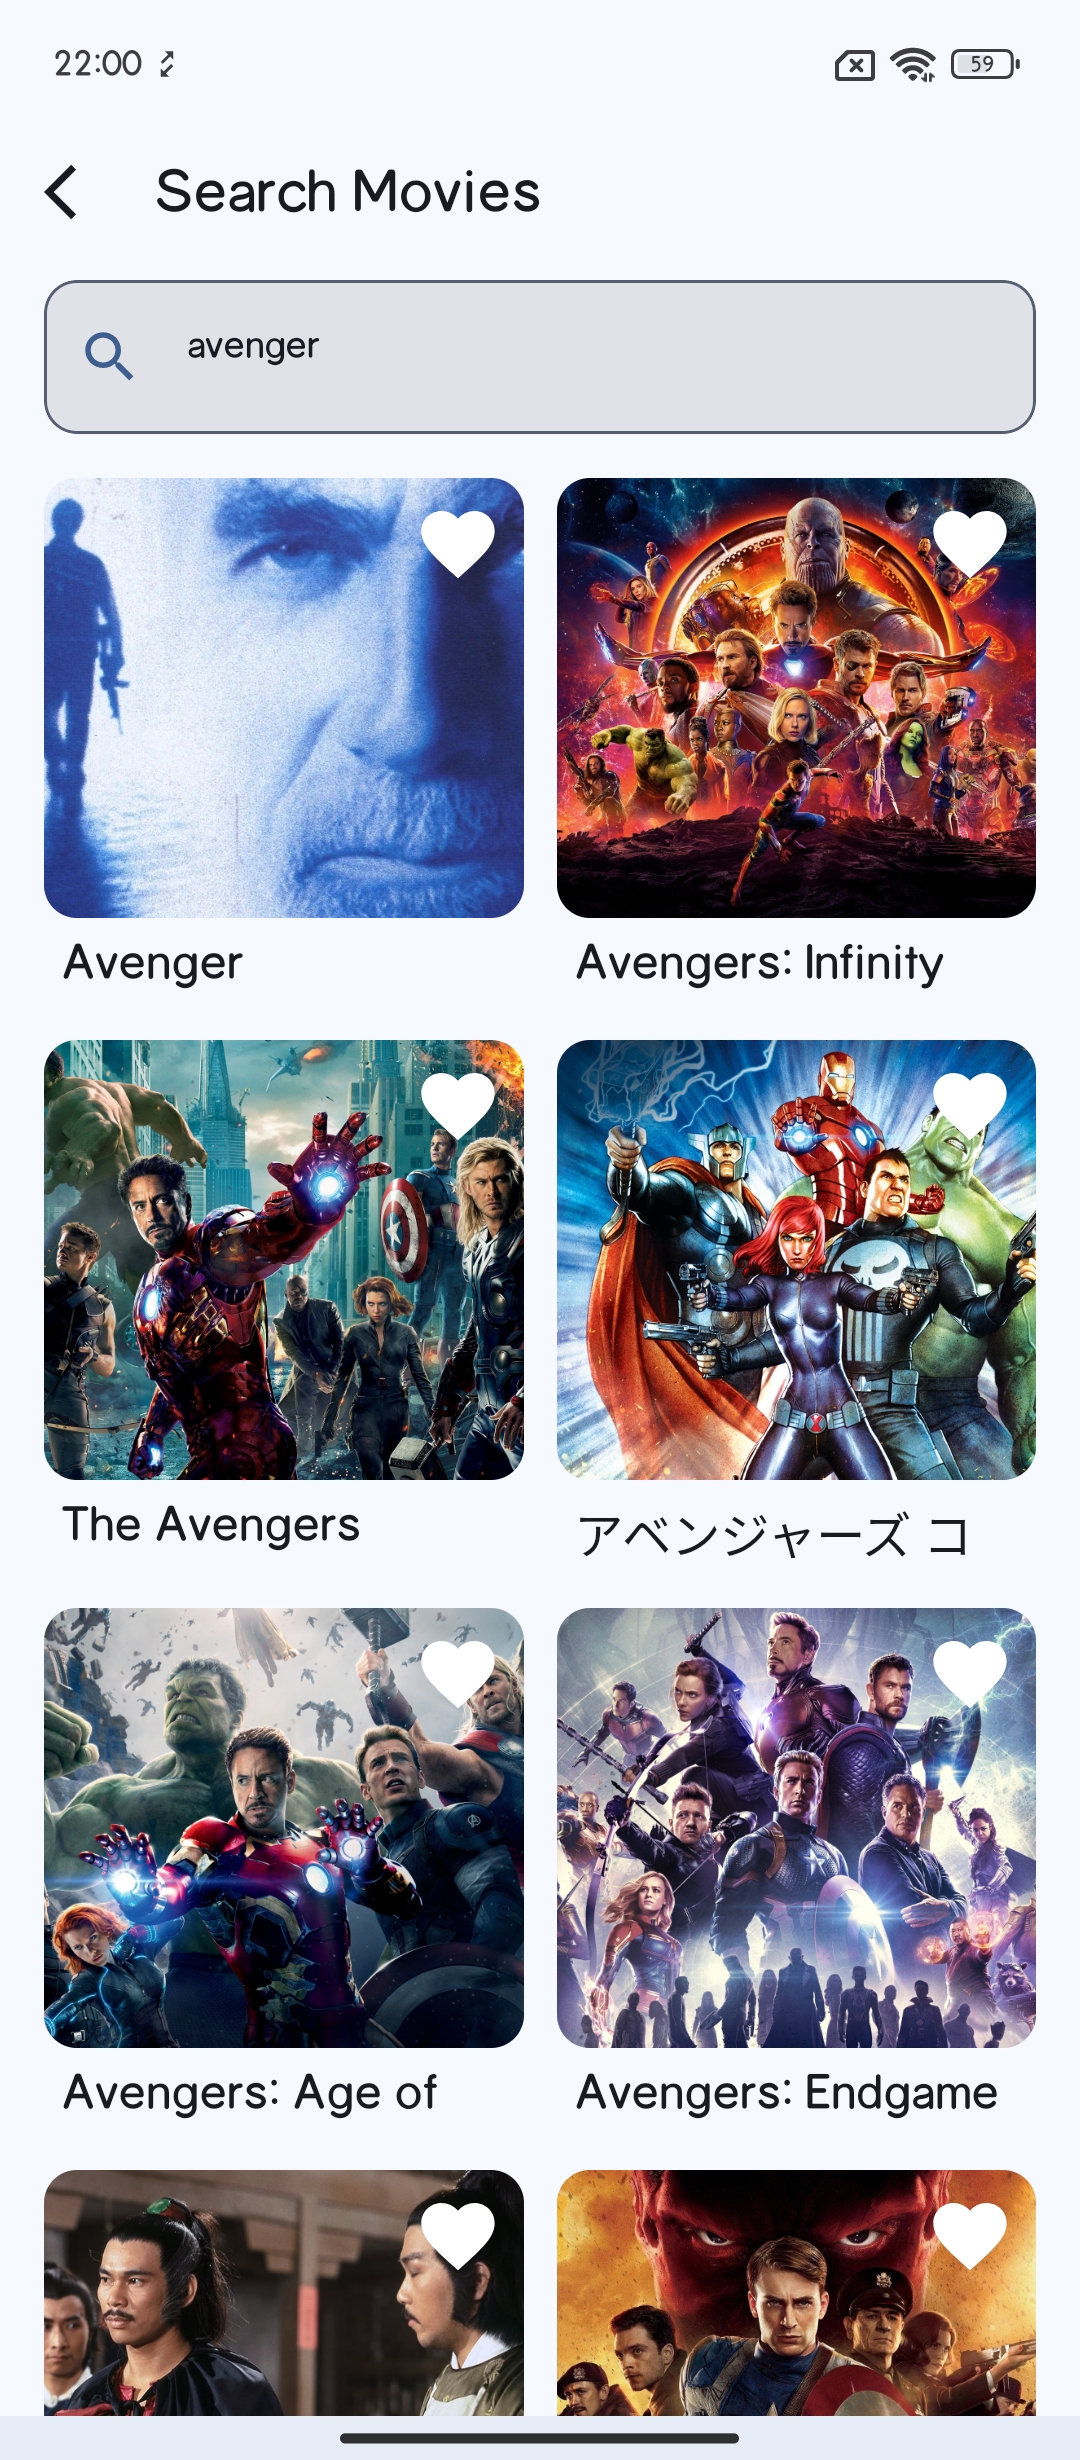 22:00
59
Search Movies
avenger
Avenger
Avengers: Infinity
The Avengers
アベンジャーズ コ
Avengers: Age of
Avengers: Endgame